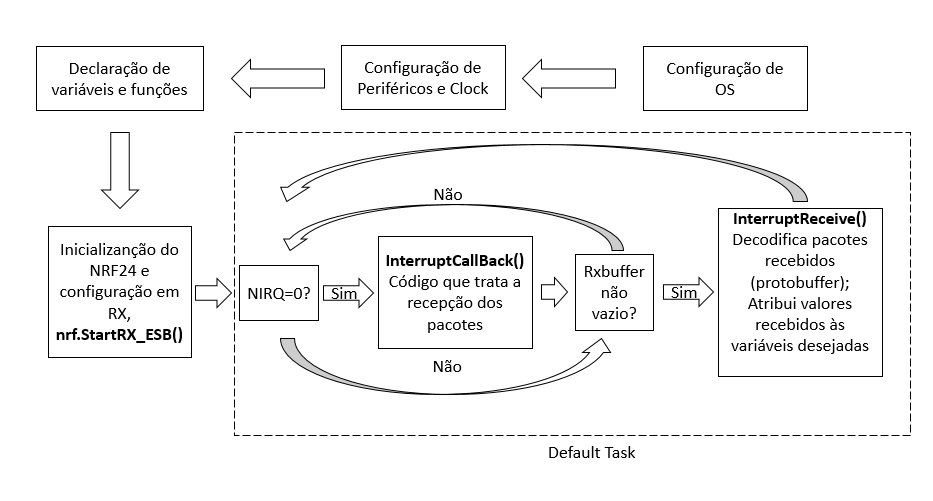 Configuração de
OS
Configuração de
Periféricos e Clock
Declaração de
variáveis e funções
Inicializanção do
NRF24 e
configuração em
RX,
nrf.StartRX_ESB()
NIRQ=0?
Sim
Não
InterruptCallBack()
Código que trata a
recepção dos
pacotes
Não
Rxbuffer
não
vazio?
Sim
InterruptReceive()
Decodifica pacotes
recebidos
(protobuffer);
Atribui valores
recebidos às
variáveis desejadas
Default Task